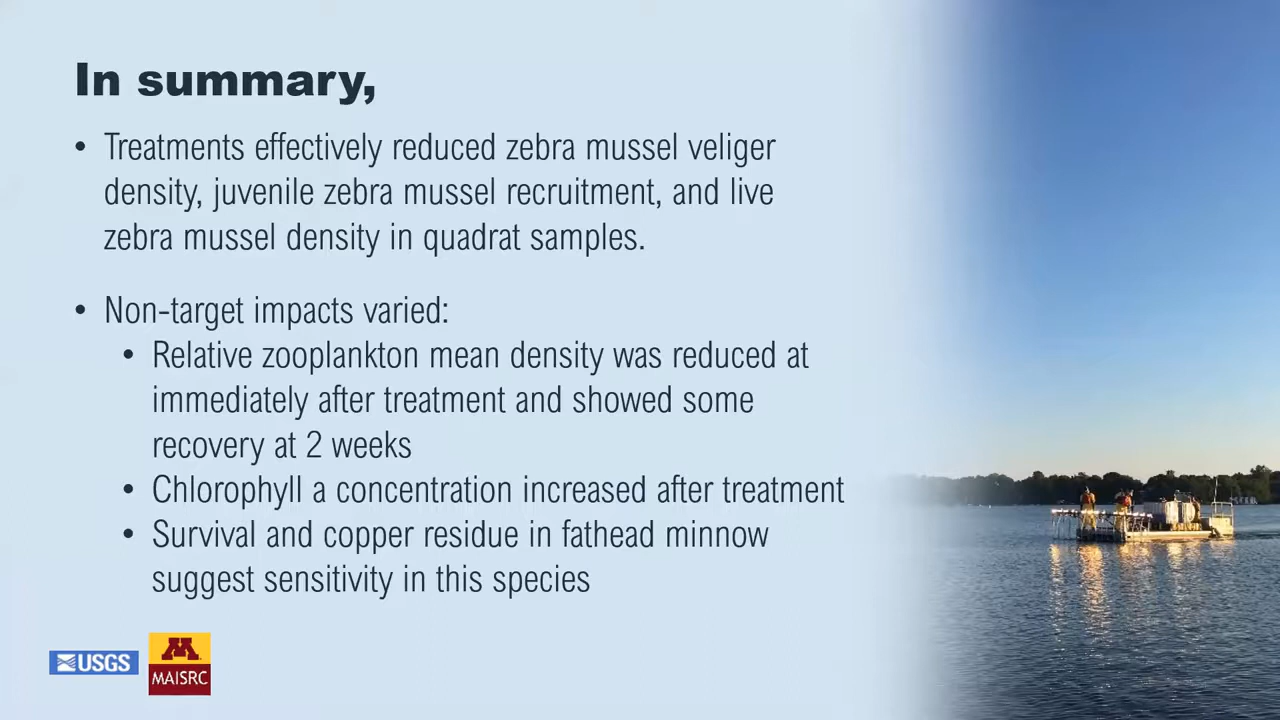 In summary,
• Treatments effectively reduced zebra mussel veliger
density, juvenile zebra mussel recruitment, and live
zebra mussel density in quadrat samples.
• Non-target impacts varied:
• Relative zooplankton mean density was reduced at
immediately after treatment and showed some
recovery at 2 weeks
• Chlorophyll a concentration increased after treatment
• Survival and copper residue in fathead minnow
suggest sensitivity in this species
USGS
M
MAISRC